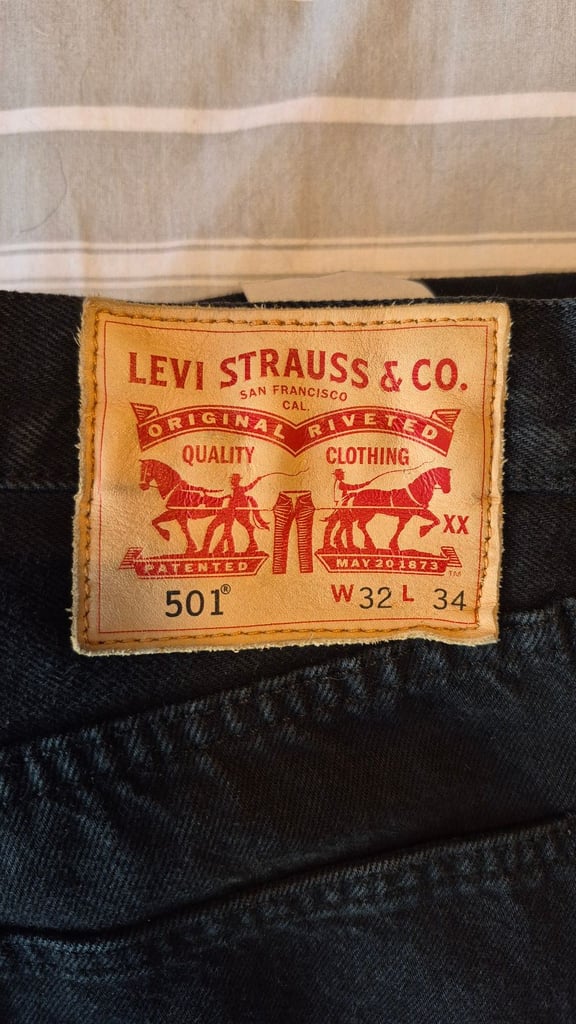 LEVI STRAUSS & CO.
SAN FRANCISCO
CAL.
ORIGINAL RIVETED
QUALITY CLOTHING
XX
PATENTED MAY 20 1873 TM
501® W 32 L 34